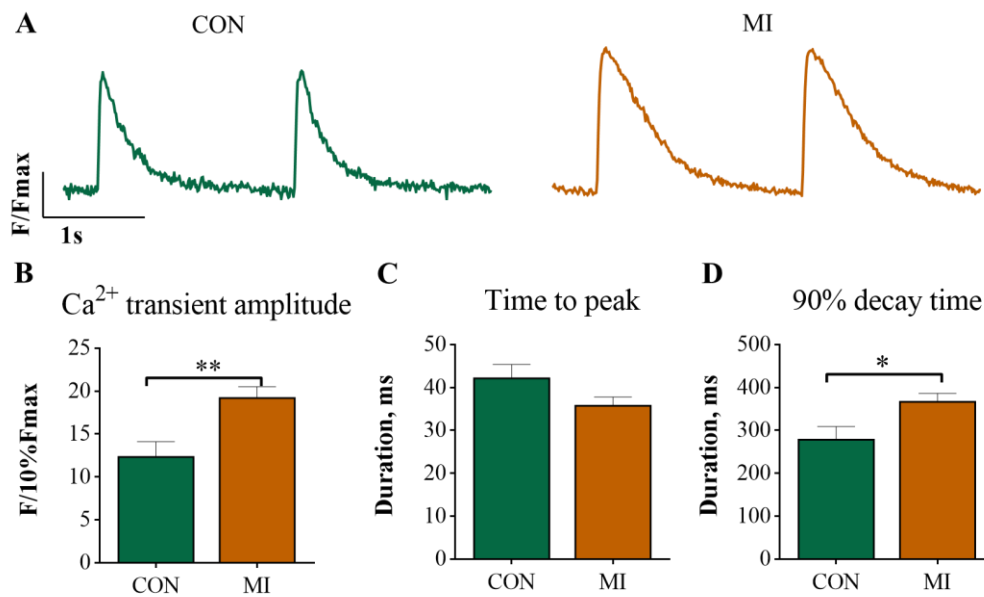 A
CON
MI
F/Fmax
1s
B
Ca²⁺ transient amplitude
F/10%Fmax
25
20
15
10
5
0
**
CON
MI
C
Time to peak
Duration, ms
50
40
30
20
10
0
CON
MI
D
90% decay time
Duration, ms
500
400
300
200
100
0
*
CON
MI